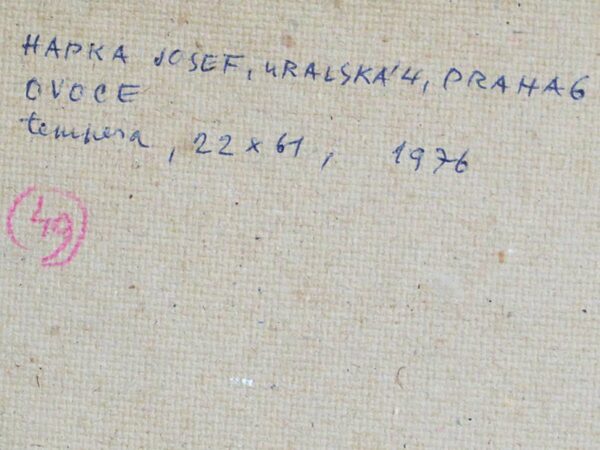 HAPKA JOSEF, URALSKÁ 4, PRAHA 6
OVOCE
tempera, 22 x 61, 1976
49